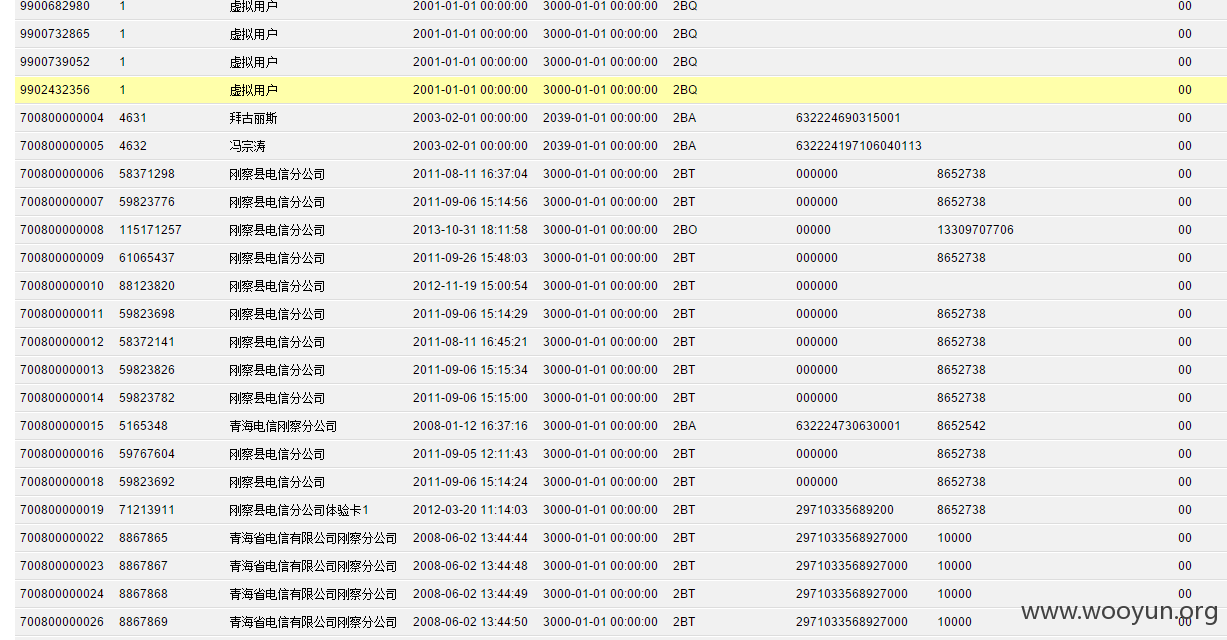 9900682980 1 虚拟用户 2001-01-01 00:00:00 3000-01-01 00:00:00 2BQ 00
9900732865 1 虚拟用户 2001-01-01 00:00:00 3000-01-01 00:00:00 2BQ 00
9900739052 1 虚拟用户 2001-01-01 00:00:00 3000-01-01 00:00:00 2BQ 00
9902432356 1 虚拟用户 2001-01-01 00:00:00 3000-01-01 00:00:00 2BQ 00
700800000004 4631 拜古丽斯 2003-02-01 00:00:00 2039-01-01 00:00:00 2BA 632224690315001 00
700800000005 4632 冯宗涛 2003-02-01 00:00:00 2039-01-01 00:00:00 2BA 632224197106040113 00
700800000006 58371298 刚察县电信分公司 2011-08-11 16:37:04 3000-01-01 00:00:00 2BT 000000 8652738 00
700800000007 59823776 刚察县电信分公司 2011-09-06 15:14:56 3000-01-01 00:00:00 2BT 000000 8652738 00
700800000008 115171257 刚察县电信分公司 2013-10-31 18:11:58 3000-01-01 00:00:00 2BO 00000 13309707706 00
700800000009 61065437 刚察县电信分公司 2011-09-26 15:48:03 3000-01-01 00:00:00 2BT 000000 8652738 00
700800000010 88123820 刚察县电信分公司 2012-11-19 15:00:54 3000-01-01 00:00:00 2BT 000000 00
700800000011 59823698 刚察县电信分公司 2011-09-06 15:14:29 3000-01-01 00:00:00 2BT 000000 8652738 00
700800000012 58372141 刚察县电信分公司 2011-08-11 16:45:21 3000-01-01 00:00:00 2BT 000000 8652738 00
700800000013 59823826 刚察县电信分公司 2011-09-06 15:15:34 3000-01-01 00:00:00 2BT 000000 8652738 00
700800000014 59823782 刚察县电信分公司 2011-09-06 15:15:00 3000-01-01 00:00:00 2BT 000000 8652738 00
700800000015 5165348 青海电信刚察分公司 2008-01-12 16:37:16 3000-01-01 00:00:00 2BA 632224730630001 8652542 00
700800000016 59767604 刚察县电信分公司 2011-09-05 12:11:43 3000-01-01 00:00:00 2BT 000000 8652738 00
700800000018 59823692 刚察县电信分公司 2011-09-06 15:14:24 3000-01-01 00:00:00 2BT 000000 8652738 00
700800000019 71213911 刚察县电信分公司体验卡1 2012-03-20 11:14:03 3000-01-01 00:00:00 2BT 29710335689200 8652738 00
700800000022 8867865 青海省电信有限公司刚察分公司 2008-06-02 13:44:44 3000-01-01 00:00:00 2BT 2971033568927000 10000 00
700800000023 8867867 青海省电信有限公司刚察分公司 2008-06-02 13:44:48 3000-01-01 00:00:00 2BT 2971033568927000 10000 00
700800000024 8867868 青海省电信有限公司刚察分公司 2008-06-02 13:44:49 3000-01-01 00:00:00 2BT 2971033568927000 10000 00
700800000026 8867869 青海省电信有限公司刚察分公司 2008-06-02 13:44:50 3000-01-01 00:00:00 2BT 2971033568927000 10000 00
www.wooyun.org